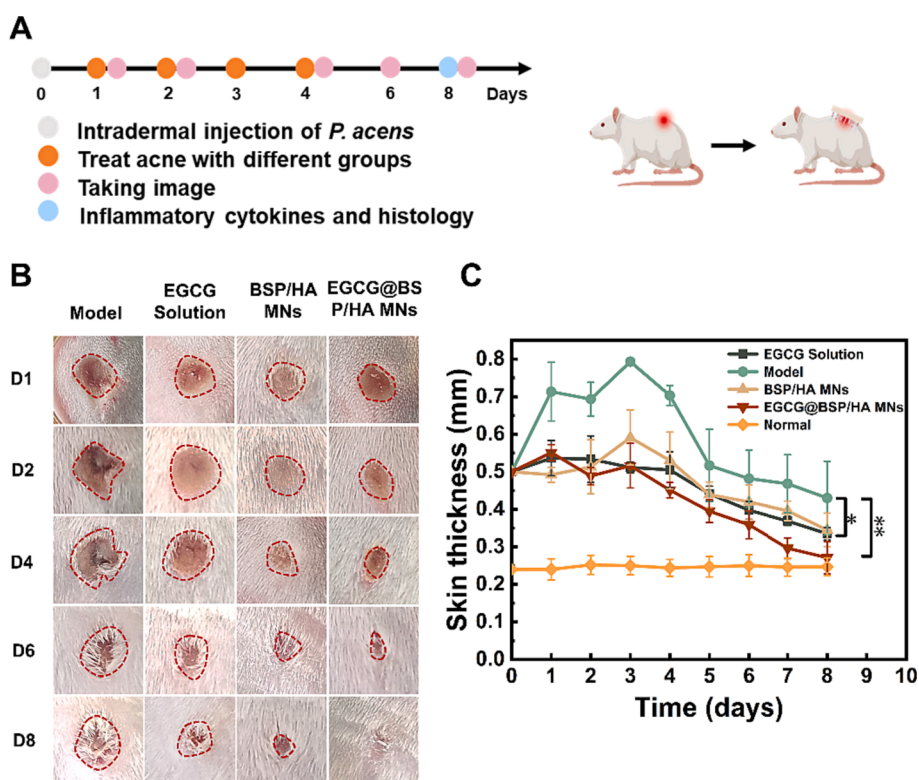 A
0 1 2 3 4 6 8 Days
Intradermal injection of P. acens
Treat acne with different groups
Taking image
Inflammatory cytokines and histology
B
Model
EGCG
Solution
BSP/HA
MNs
EGCG@BS
P/HA MNs
D1
D2
D4
D6
D8
C
Skin thickness (mm)
0.8
0.7
0.6
0.5
0.4
0.3
0.2
0.1
0.0
EGCG Solution
Model
BSP/HA MNs
EGCG@BSP/HA MNs
Normal
*
**
0 1 2 3 4 5 6 7 8 9 10
Time (days)